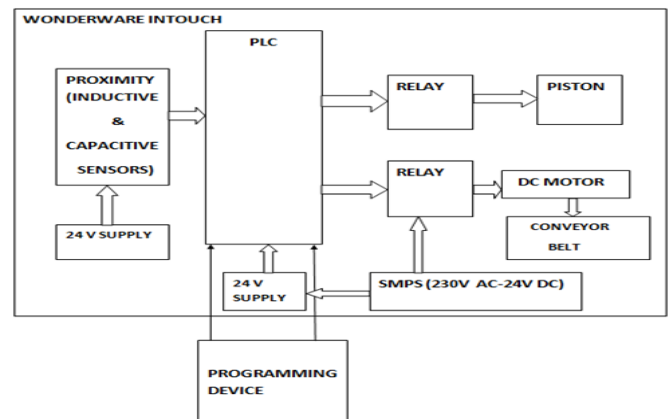 WONDERWARE INTOUCH
PLC
PROXIMITY
(INDUCTIVE
&
CAPACITIVE
SENSORS)
24 V SUPPLY
RELAY
PISTON
RELAY
DC MOTOR
CONVEYOR
BELT
24 V
SUPPLY
SMPS (230V AC-24V DC)
PROGRAMMING
DEVICE